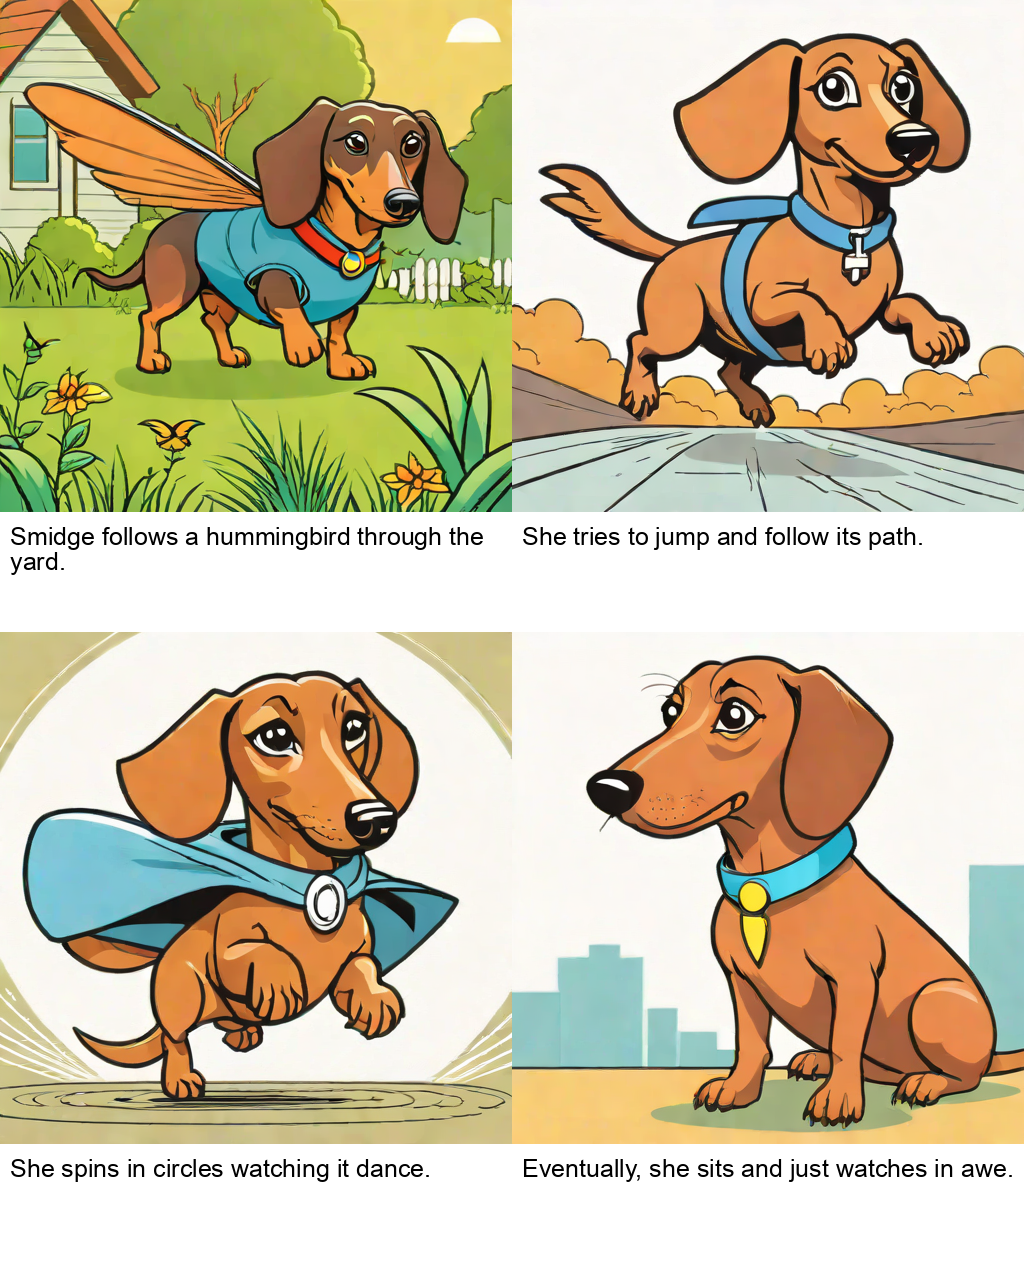 Smidge follows a hummingbird through the
yard.
She tries to jump and follow its path.
She spins in circles watching it dance.
Eventually, she sits and just watches in awe.